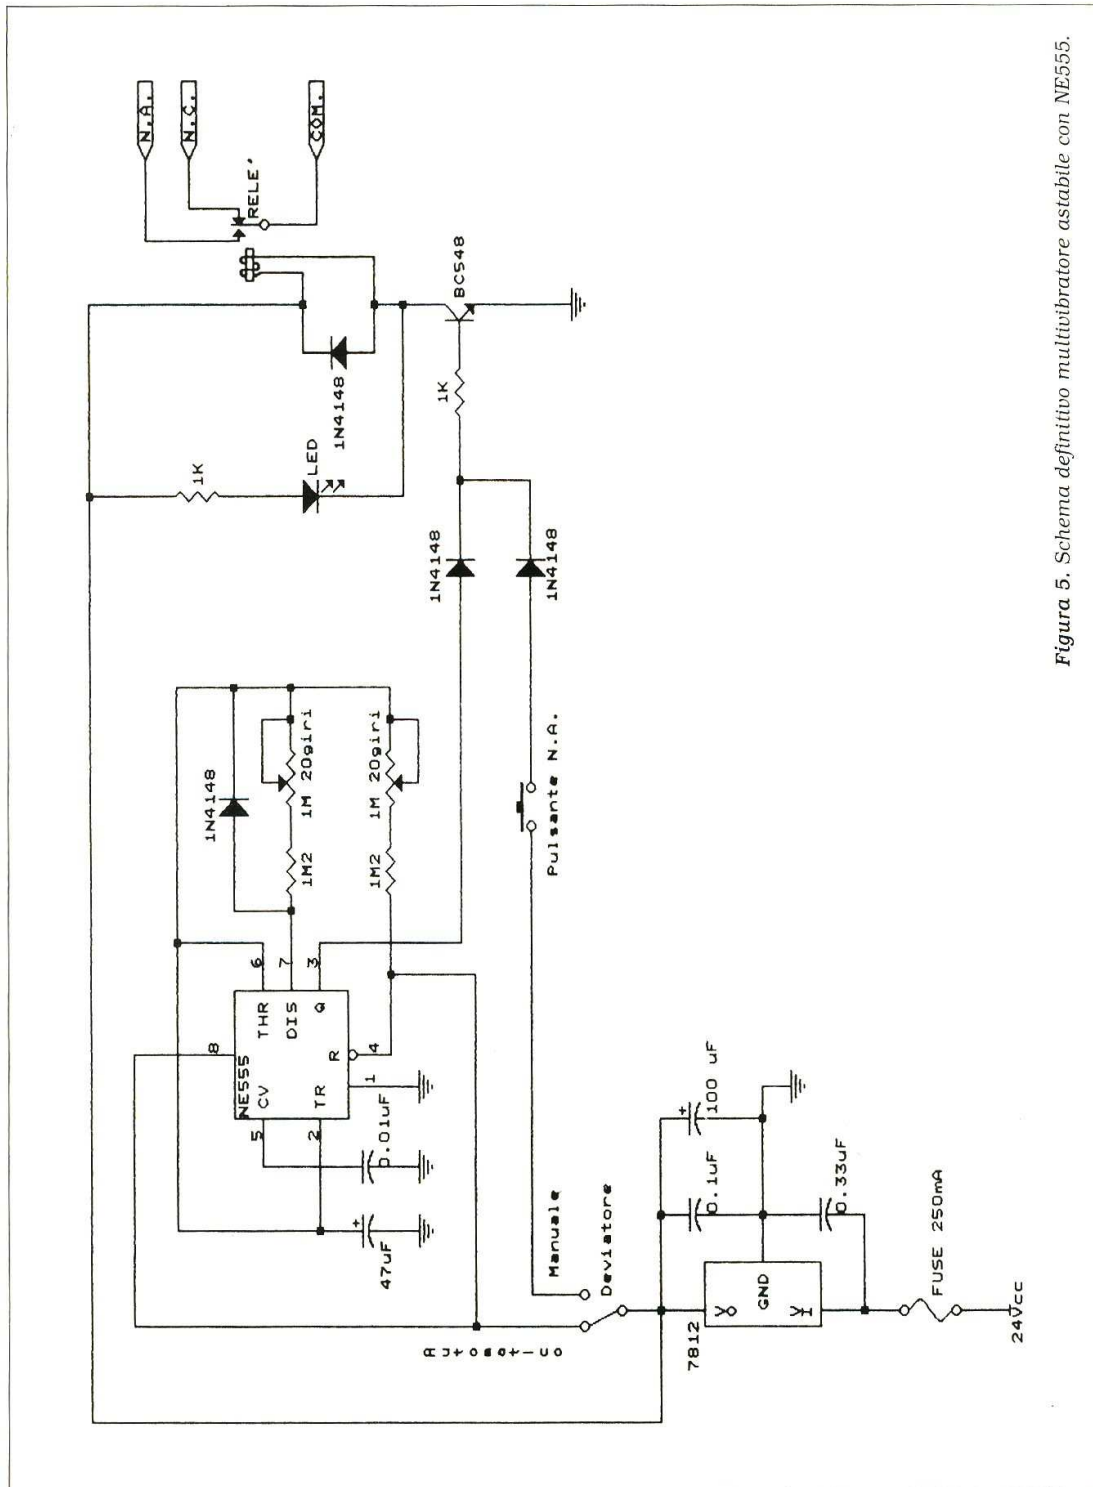 N.A.
N.C.
COM.
RELE'
BC548
1N4148
1K
LED
1K
1N4148
1N4148
1N4148
1M 20giri
1M2
1M 20giri
1M2
Pulsante N.A.
NE555
8
THR
6
DIS
7
Q
3
R
4
CV
5
TR
2
1
0.01uF
47uF
Automatico
Manuale
Deviatore
7812
VO
GND
VI
0.1uF
100 uF
0.33uF
FUSE 250mA
24Vcc
Figura 5. Schema definitivo multivibratore astabile con NE555.